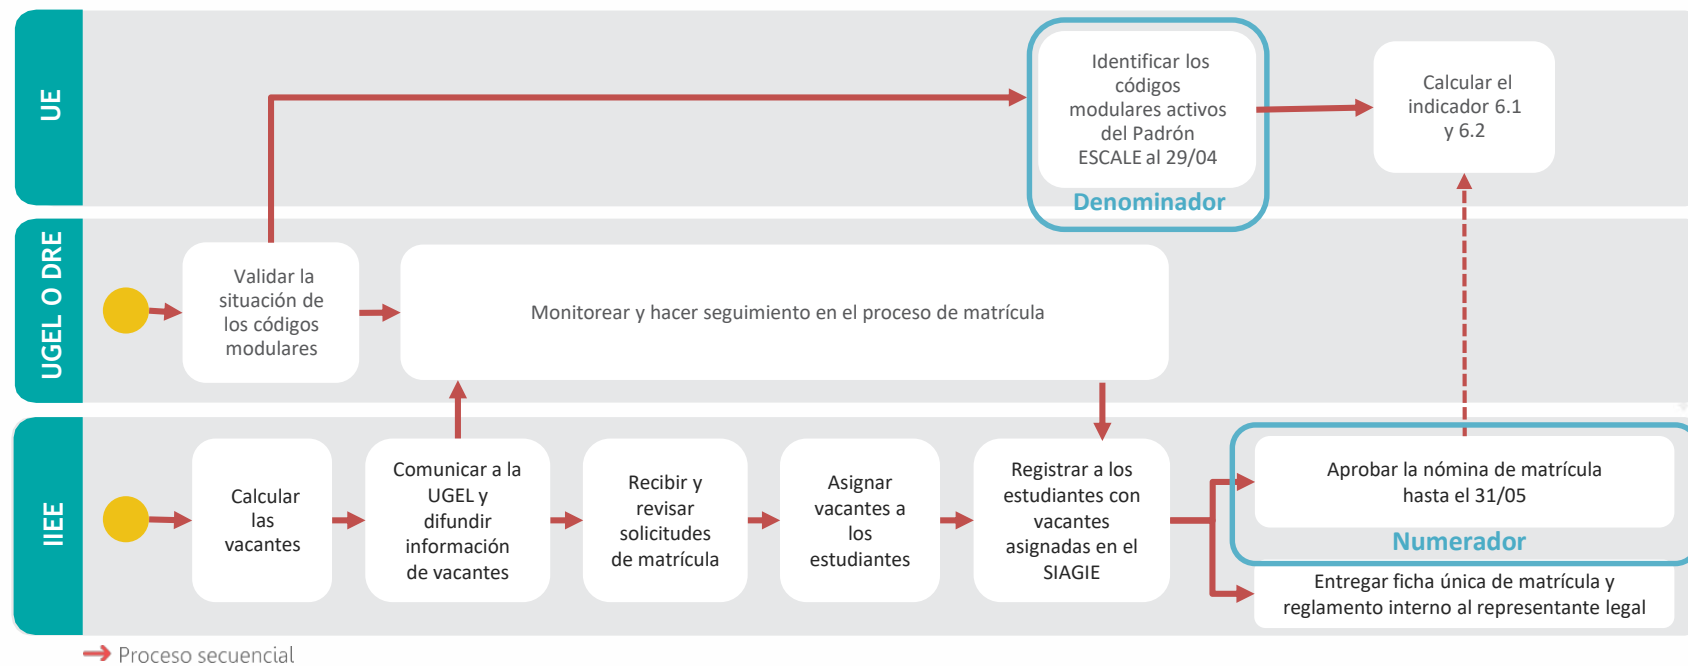 UE
Identificar los
códigos
modulares activos
del Padrón
ESCALE al 29/04
Denominador
Calcular el
indicador 6.1
y 6.2
UGEL O DRE
Validar la
situación de
los códigos
modulares
Monitorear y hacer seguimiento en el proceso de matrícula
IIEE
Calcular
las
vacantes
Comunicar a la
UGEL y
difundir
información
de vacantes
Recibir y
revisar
solicitudes
de matrícula
Asignar
vacantes a
los
estudiantes
Registrar a los
estudiantes con
vacantes
asignadas en el
SIAGIE
Aprobar la nómina de matrícula
hasta el 31/05
Numerador
Entregar ficha única de matrícula y
reglamento interno al representante legal
Proceso secuencial